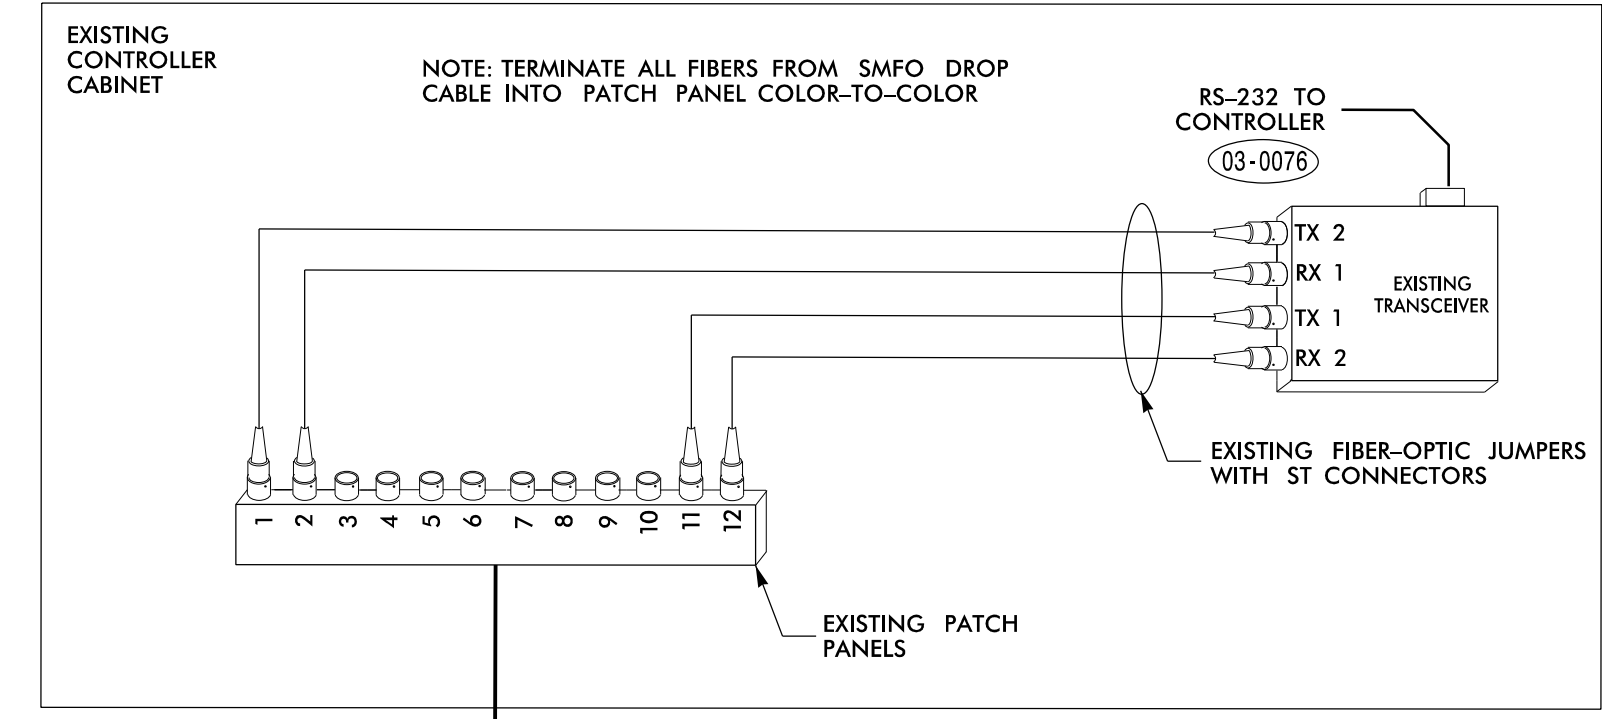 EXISTING
CONTROLLER
CABINET
NOTE: TERMINATE ALL FIBERS FROM SMFO DROP
CABLE INTO PATCH PANEL COLOR–TO–COLOR
RS–232 TO
CONTROLLER
03-0076
TX 2
RX 1
TX 1
RX 2
EXISTING
TRANSCEIVER
EXISTING FIBER–OPTIC JUMPERS
WITH ST CONNECTORS
1 2 3 4 5 6 7 8 9 10 11 12
EXISTING PATCH
PANELS